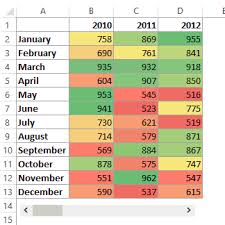 A B C D
1 2010 2011 2012
2 January 758 869 955
3 February 690 761 841
4 March 935 932 918
5 April 604 907 850
6 May 953 545 516
7 June 941 523 775
8 July 730 621 519
9 August 714 579 871
10 September 569 884 867
11 October 878 575 747
12 November 551 962 547
13 December 590 537 615
14
15